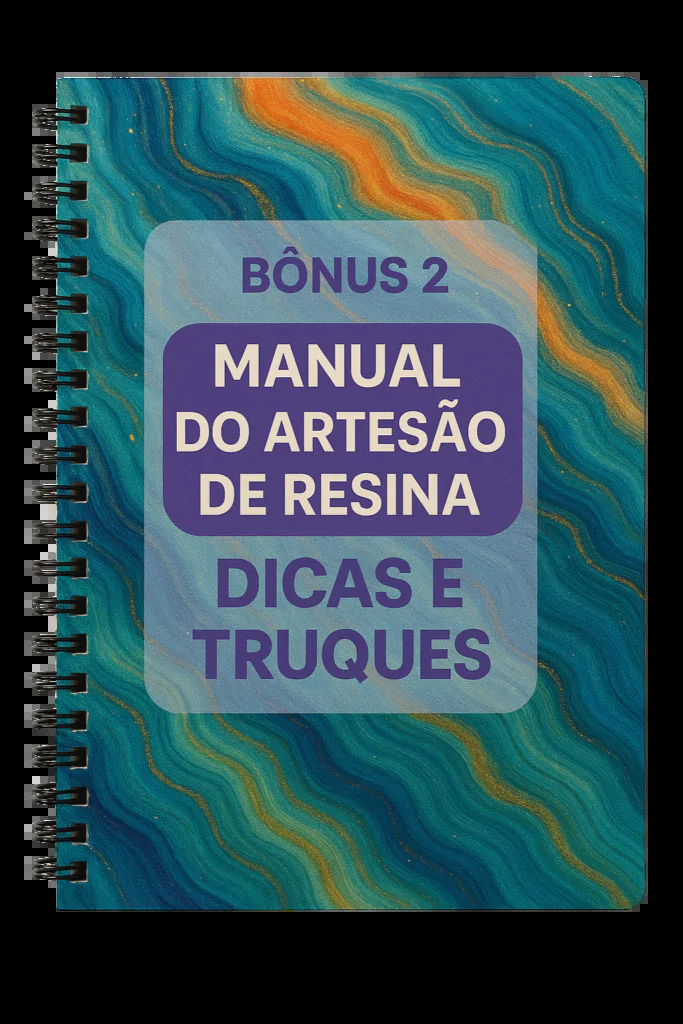 BÔNUS 2
MANUAL
DO ARTESÃO
DE RESINA
DICAS E
TRUQUES